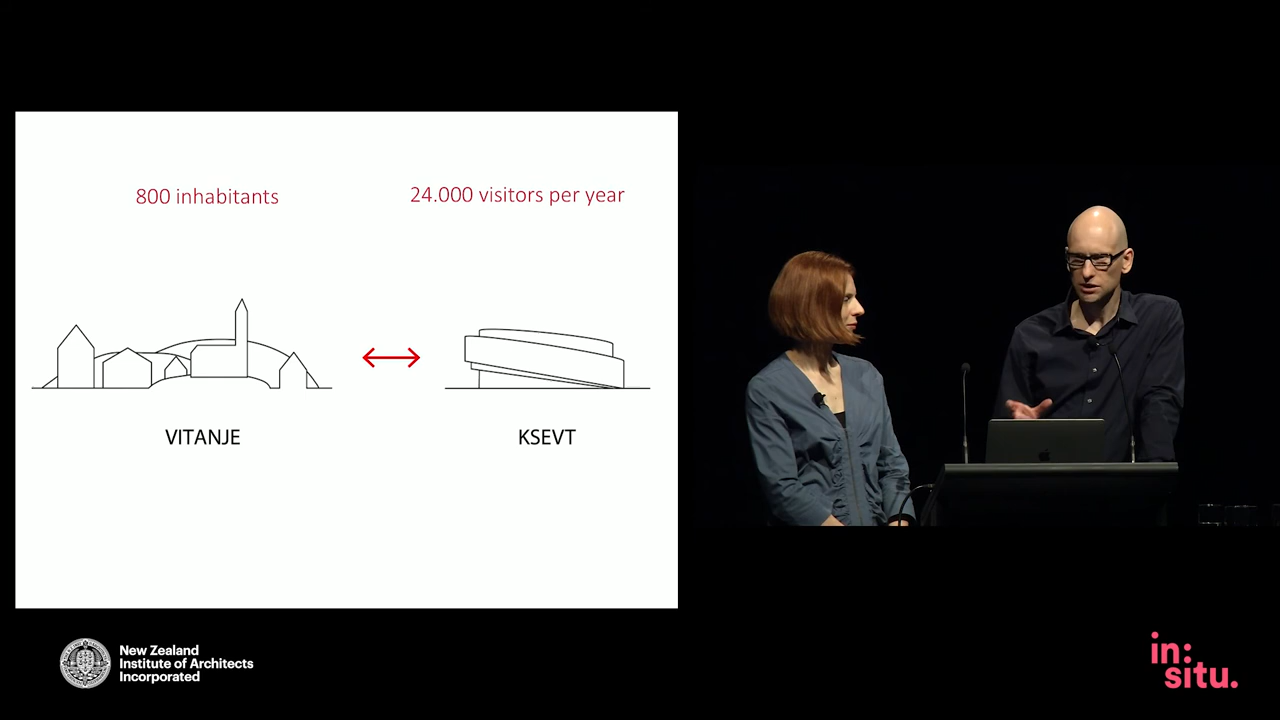 800 inhabitants
24.000 visitors per year
VITANJE
KSEVT
New Zealand
Institute of Architects
Incorporated
in:
situ.